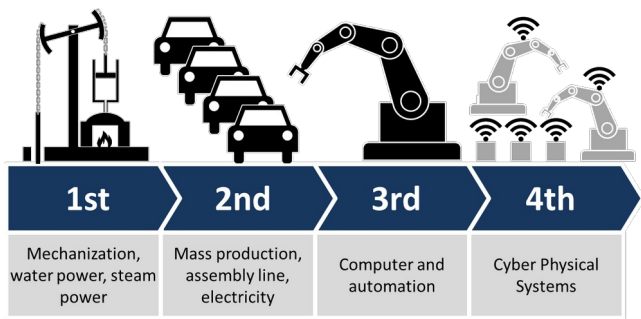 1st
2nd
3rd
4th
Mechanization,
water power, steam
power
Mass production,
assembly line,
electricity
Computer and
automation
Cyber Physical
Systems